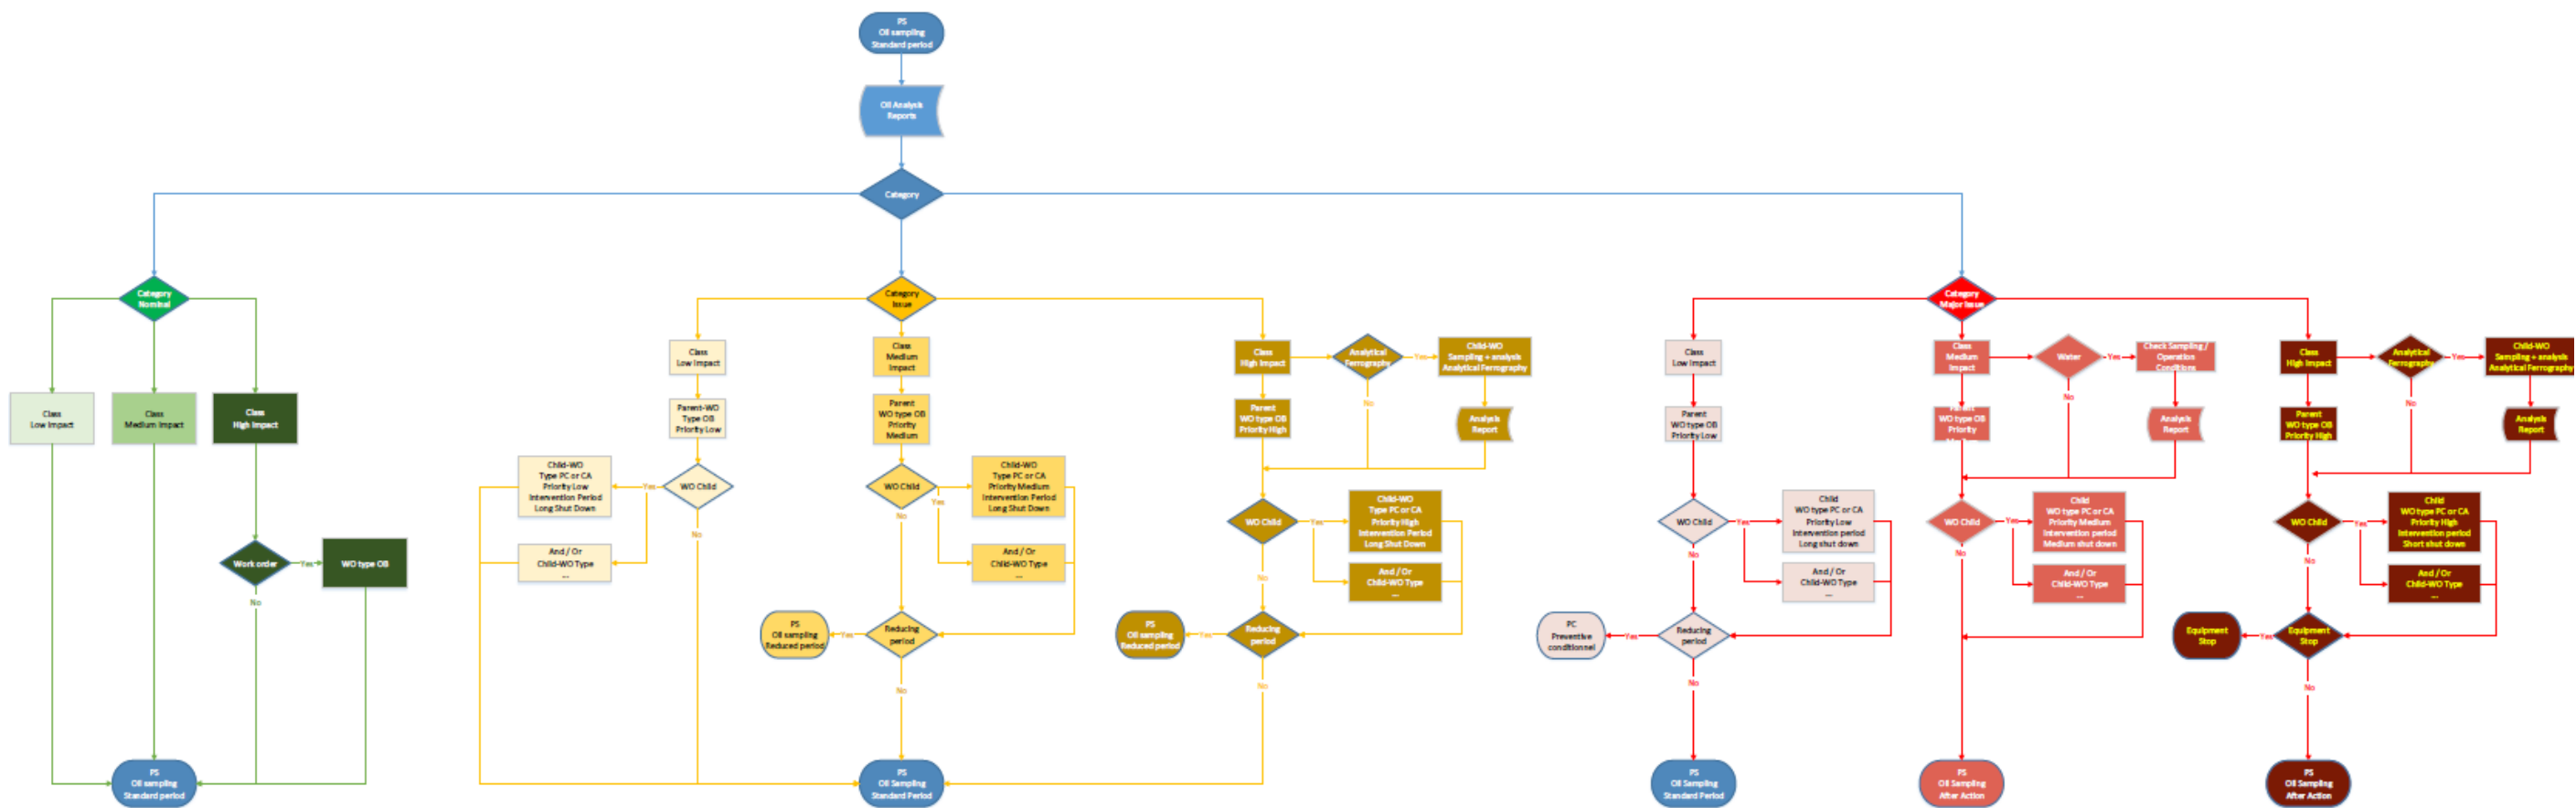 PS
Oil sampling
Standard period
Oil Analysis
Reports
Category
Category
Nominal
Class
Low Impact
Class
Medium Impact
Class
High Impact
Work order
Yes
WO type OB
No
PS
Oil sampling
Standard period
Category
Issue
Class
Low Impact
Parent-WO
Type OB
Priority Low
WO Child
Yes
Child-WO
Type PC or CA
Priority Low
Intervention Period
Long Shut Down
And / Or
Child-WO Type
...
No
Class
Medium
Impact
Parent
WO type OB
Priority
Medium
WO Child
Yes
Child-WO
Type PC or CA
Priority Medium
Intervention Period
Long Shut Down
And / Or
Child-WO Type
...
No
Reducing
period
Yes
PS
Oil sampling
Reduced period
No
PS
Oil Sampling
Standard Period
Class
High Impact
Analytical
Ferrography
Yes
Child-WO
Sampling + analysis
Analytical Ferrography
No
Analysis
Report
Parent
WO type OB
Priority High
WO Child
Yes
Child-WO
Type PC or CA
Priority High
Intervention Period
Long Shut Down
And / Or
Child-WO Type
...
No
Reducing
period
Yes
PS
Oil sampling
Reduced period
No
Category
Major Issue
Class
Low Impact
Parent
WO type OB
Priority Low
WO Child
Yes
Child
WO type PC or CA
Priority Low
Intervention period
Long shut down
And / Or
Child-WO Type
...
No
Reducing
period
Yes
PC
Preventive
conditionnel
No
PS
Oil Sampling
Standard Period
Class
Medium
Impact
Water
Yes
Check Sampling /
Operation
Conditions
No
Analysis
Report
Parent
WO type OB
Priority
WO Child
Yes
Child
WO type PC or CA
Priority Medium
Intervention period
Medium shut down
And / Or
Child-WO Type
...
No
PS
Oil Sampling
After Action
Class
High Impact
Analytical
Ferrography
Yes
Child-WO
Sampling + analysis
Analytical Ferrography
No
Analysis
Report
Parent
WO type OB
Priority High
WO Child
Yes
Child
WO type PC or CA
Priority High
Intervention period
Short shut down
And / Or
Child-WO Type
...
No
Equipment
Stop
Yes
Equipment
Stop
No
PS
Oil Sampling
After Action